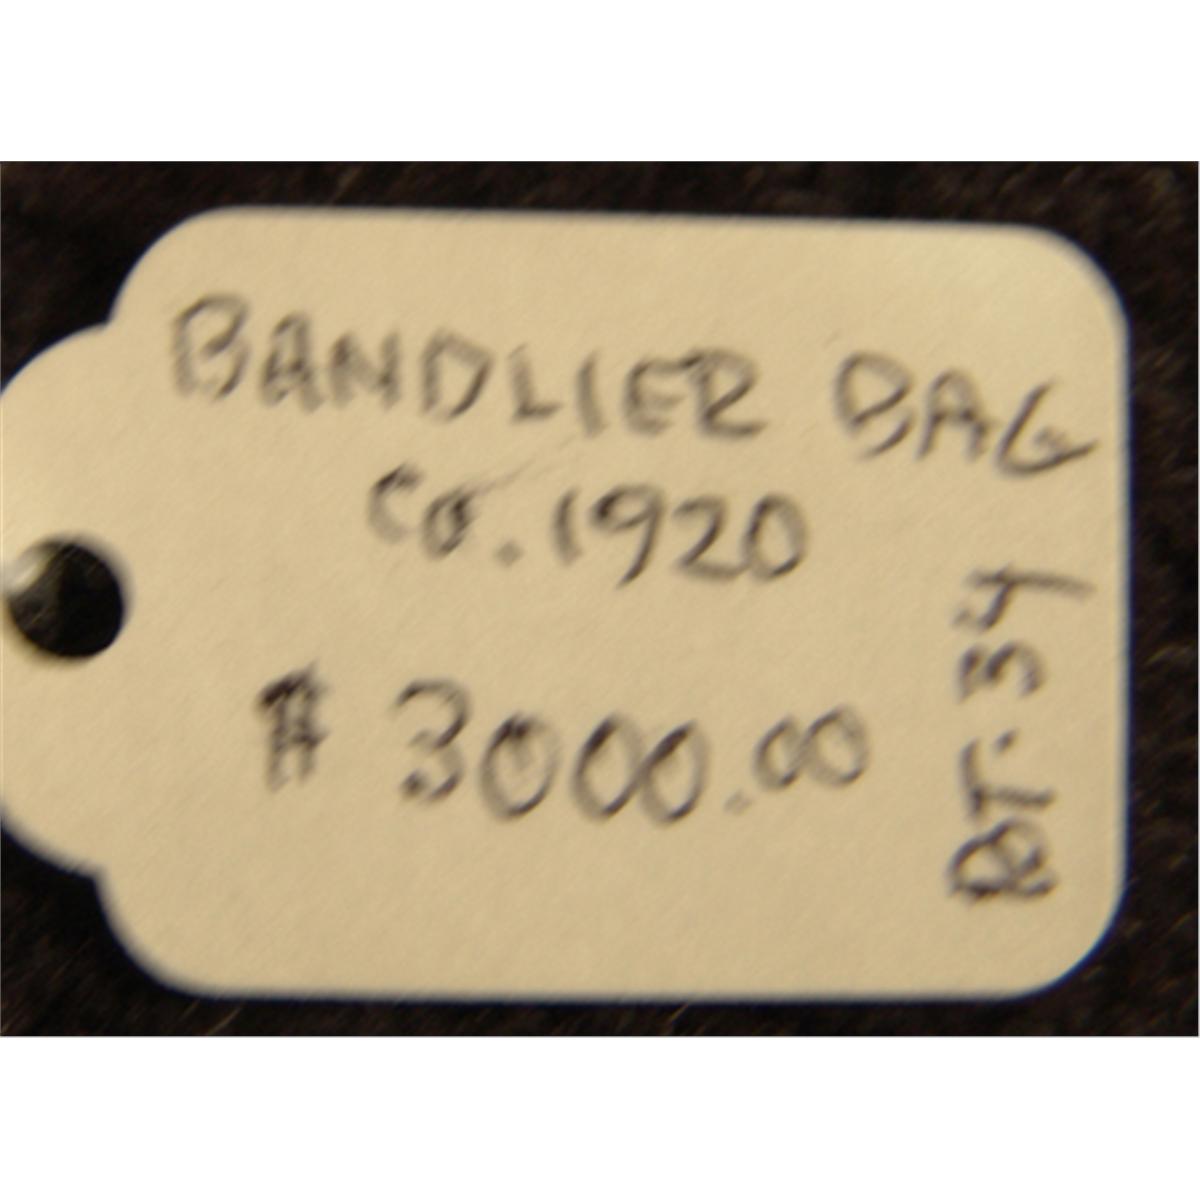 BANDLIER BAG
Ca. 1920
$ 3000.00
BT-34